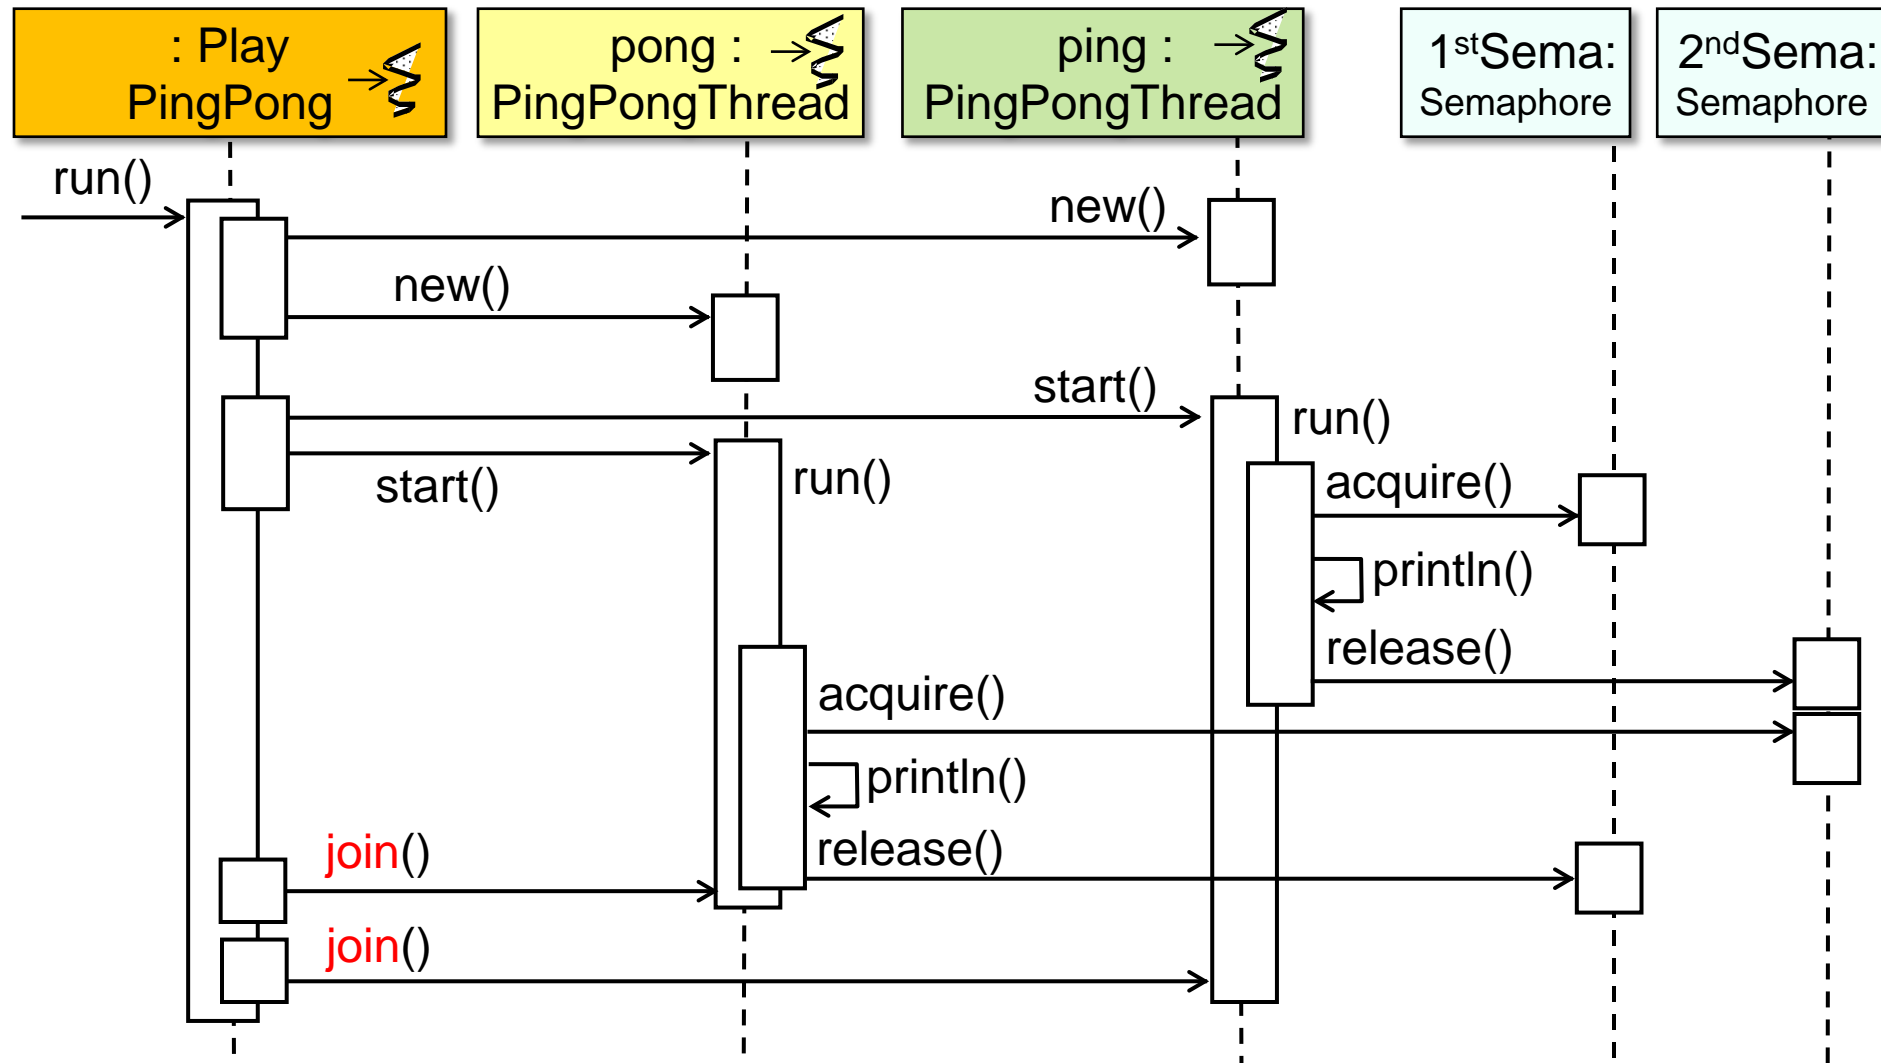 : Play
PingPong
pong :
PingPongThread
ping :
PingPongThread
1stSema:
Semaphore
2ndSema:
Semaphore
run()
new()
new()
start()
run()
start()
run()
acquire()
println()
release()
acquire()
println()
join()
release()
join()